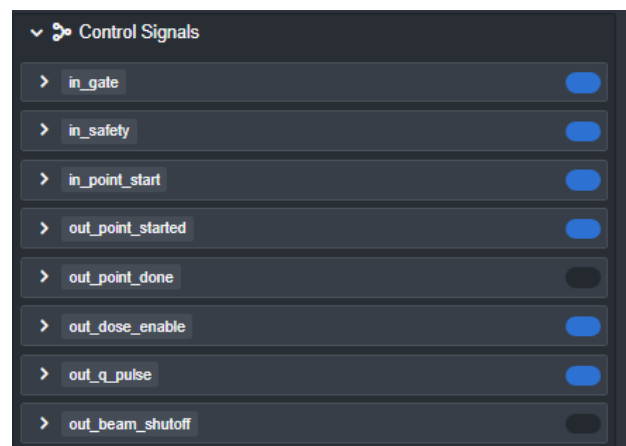 Control Signals
in_gate
in_safety
in_point_start
out_point_started
out_point_done
out_dose_enable
out_q_pulse
out_beam_shutoff